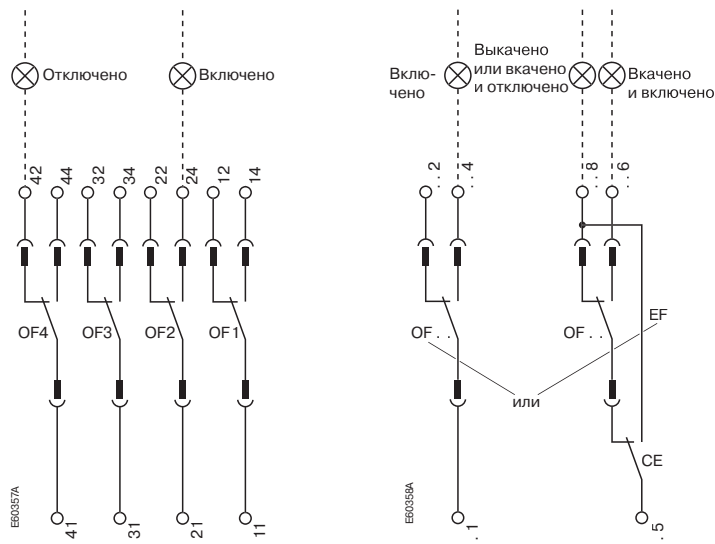 Отключено
Включено
Вклю-
чено
Выкачено
или вкачено
и отключено
Вкачено
и включено
42
44
32
34
22
24
12
14
. . 2
. . 4
. . 8
. . 6
OF4
OF3
OF2
OF1
OF . .
OF . .
EF
или
CE
E60357A
E60358A
41
31
21
11
. 1
. 5